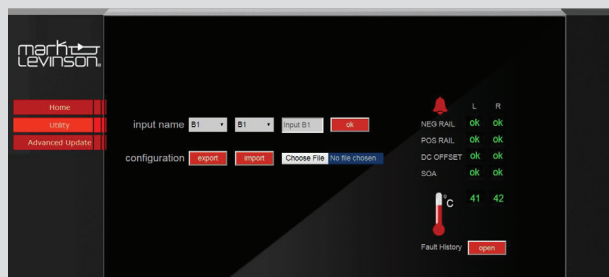 mark
LEVINSON®
Home
Utility
Advanced Update
input name B1 B1 input B1 ok
configuration export import Choose File No file chosen
L R
NEG RAIL ok ok
POS RAIL ok ok
DC OFFSET ok ok
SOA ok ok
°C 41 42
Fault History open